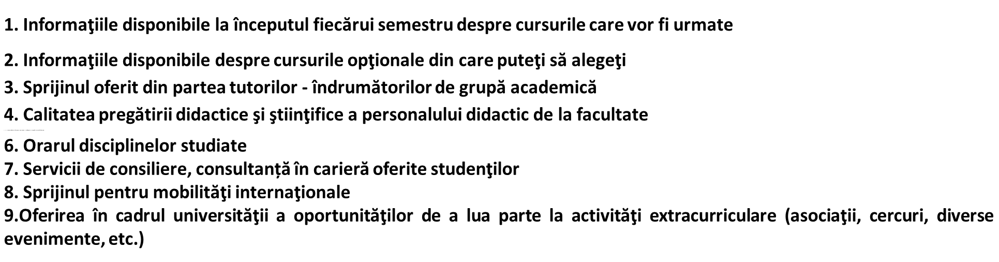 1. Informaţiile disponibile la începutul fiecărui semestru despre cursurile care vor fi urmate
2. Informaţiile disponibile despre cursurile opţionale din care puteţi să alegeţi
3. Sprijinul oferit din partea tutorilor - îndrumătorilor de grupă academică
4. Calitatea pregătirii didactice şi ştiinţifice a personalului didactic de la facultate
6. Orarul disciplinelor studiate
7. Servicii de consiliere, consultanță în carieră oferite studenţilor
8. Sprijinul pentru mobilităţi internaţionale
9.Oferirea în cadrul universităţii a oportunităţilor de a lua parte la activităţi extracurriculare (asociaţii, cercuri, diverse
evenimente, etc.)